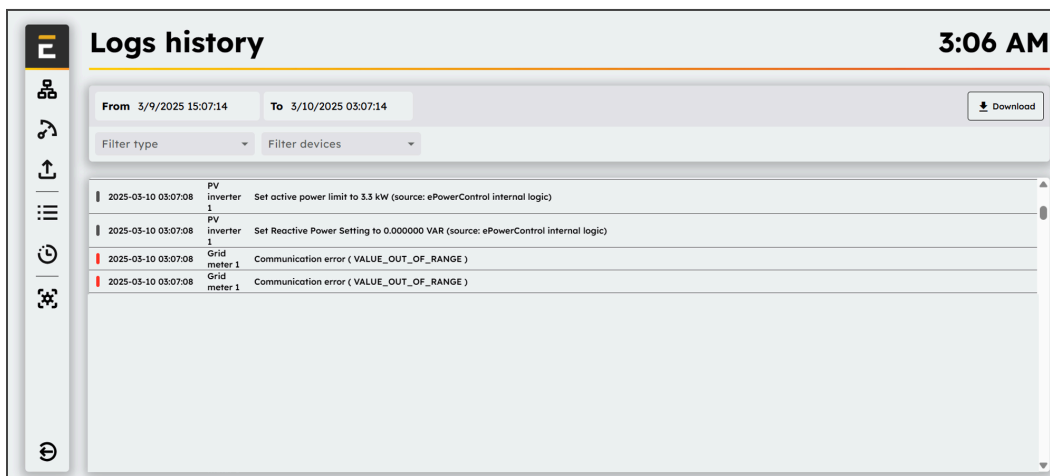 Logs history
3:06 AM
From 3/9/2025 15:07:14
To 3/10/2025 03:07:14
Download
Filter type
Filter devices
2025-03-10 03:07:08 PV inverter 1 Set active power limit to 3.3 kW (source: ePowerControl internal logic)
2025-03-10 03:07:08 PV inverter 1 Set Reactive Power Setting to 0.000000 VAR (source: ePowerControl internal logic)
2025-03-10 03:07:08 Grid meter 1 Communication error ( VALUE_OUT_OF_RANGE )
2025-03-10 03:07:08 Grid meter 1 Communication error ( VALUE_OUT_OF_RANGE )